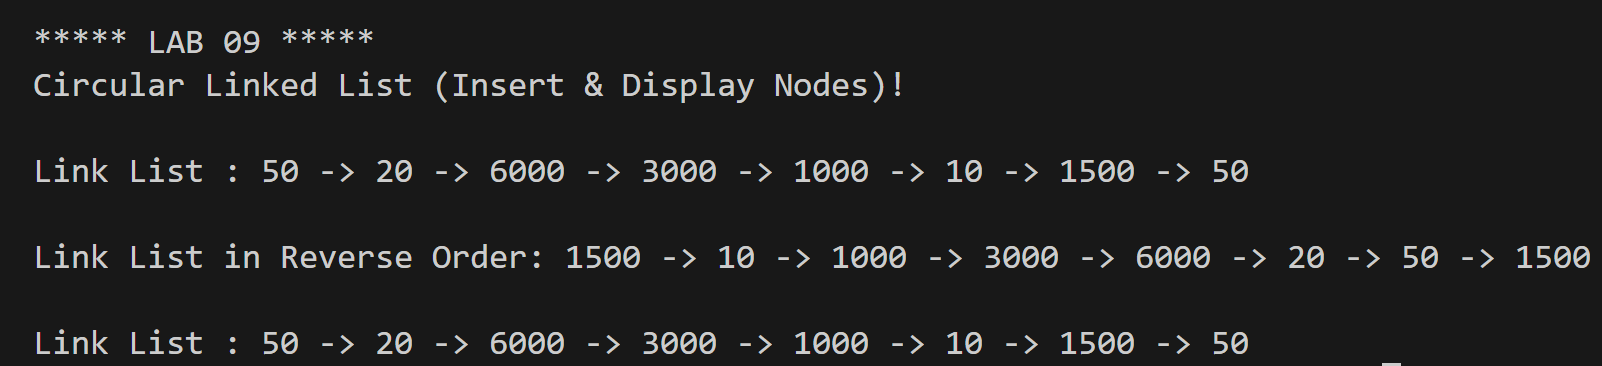 ***** LAB 09 *****
Circular Linked List (Insert & Display Nodes)!
Link List : 50 -> 20 -> 6000 -> 3000 -> 1000 -> 10 -> 1500 -> 50
Link List in Reverse Order: 1500 -> 10 -> 1000 -> 3000 -> 6000 -> 20 -> 50 -> 1500
Link List : 50 -> 20 -> 6000 -> 3000 -> 1000 -> 10 -> 1500 -> 50